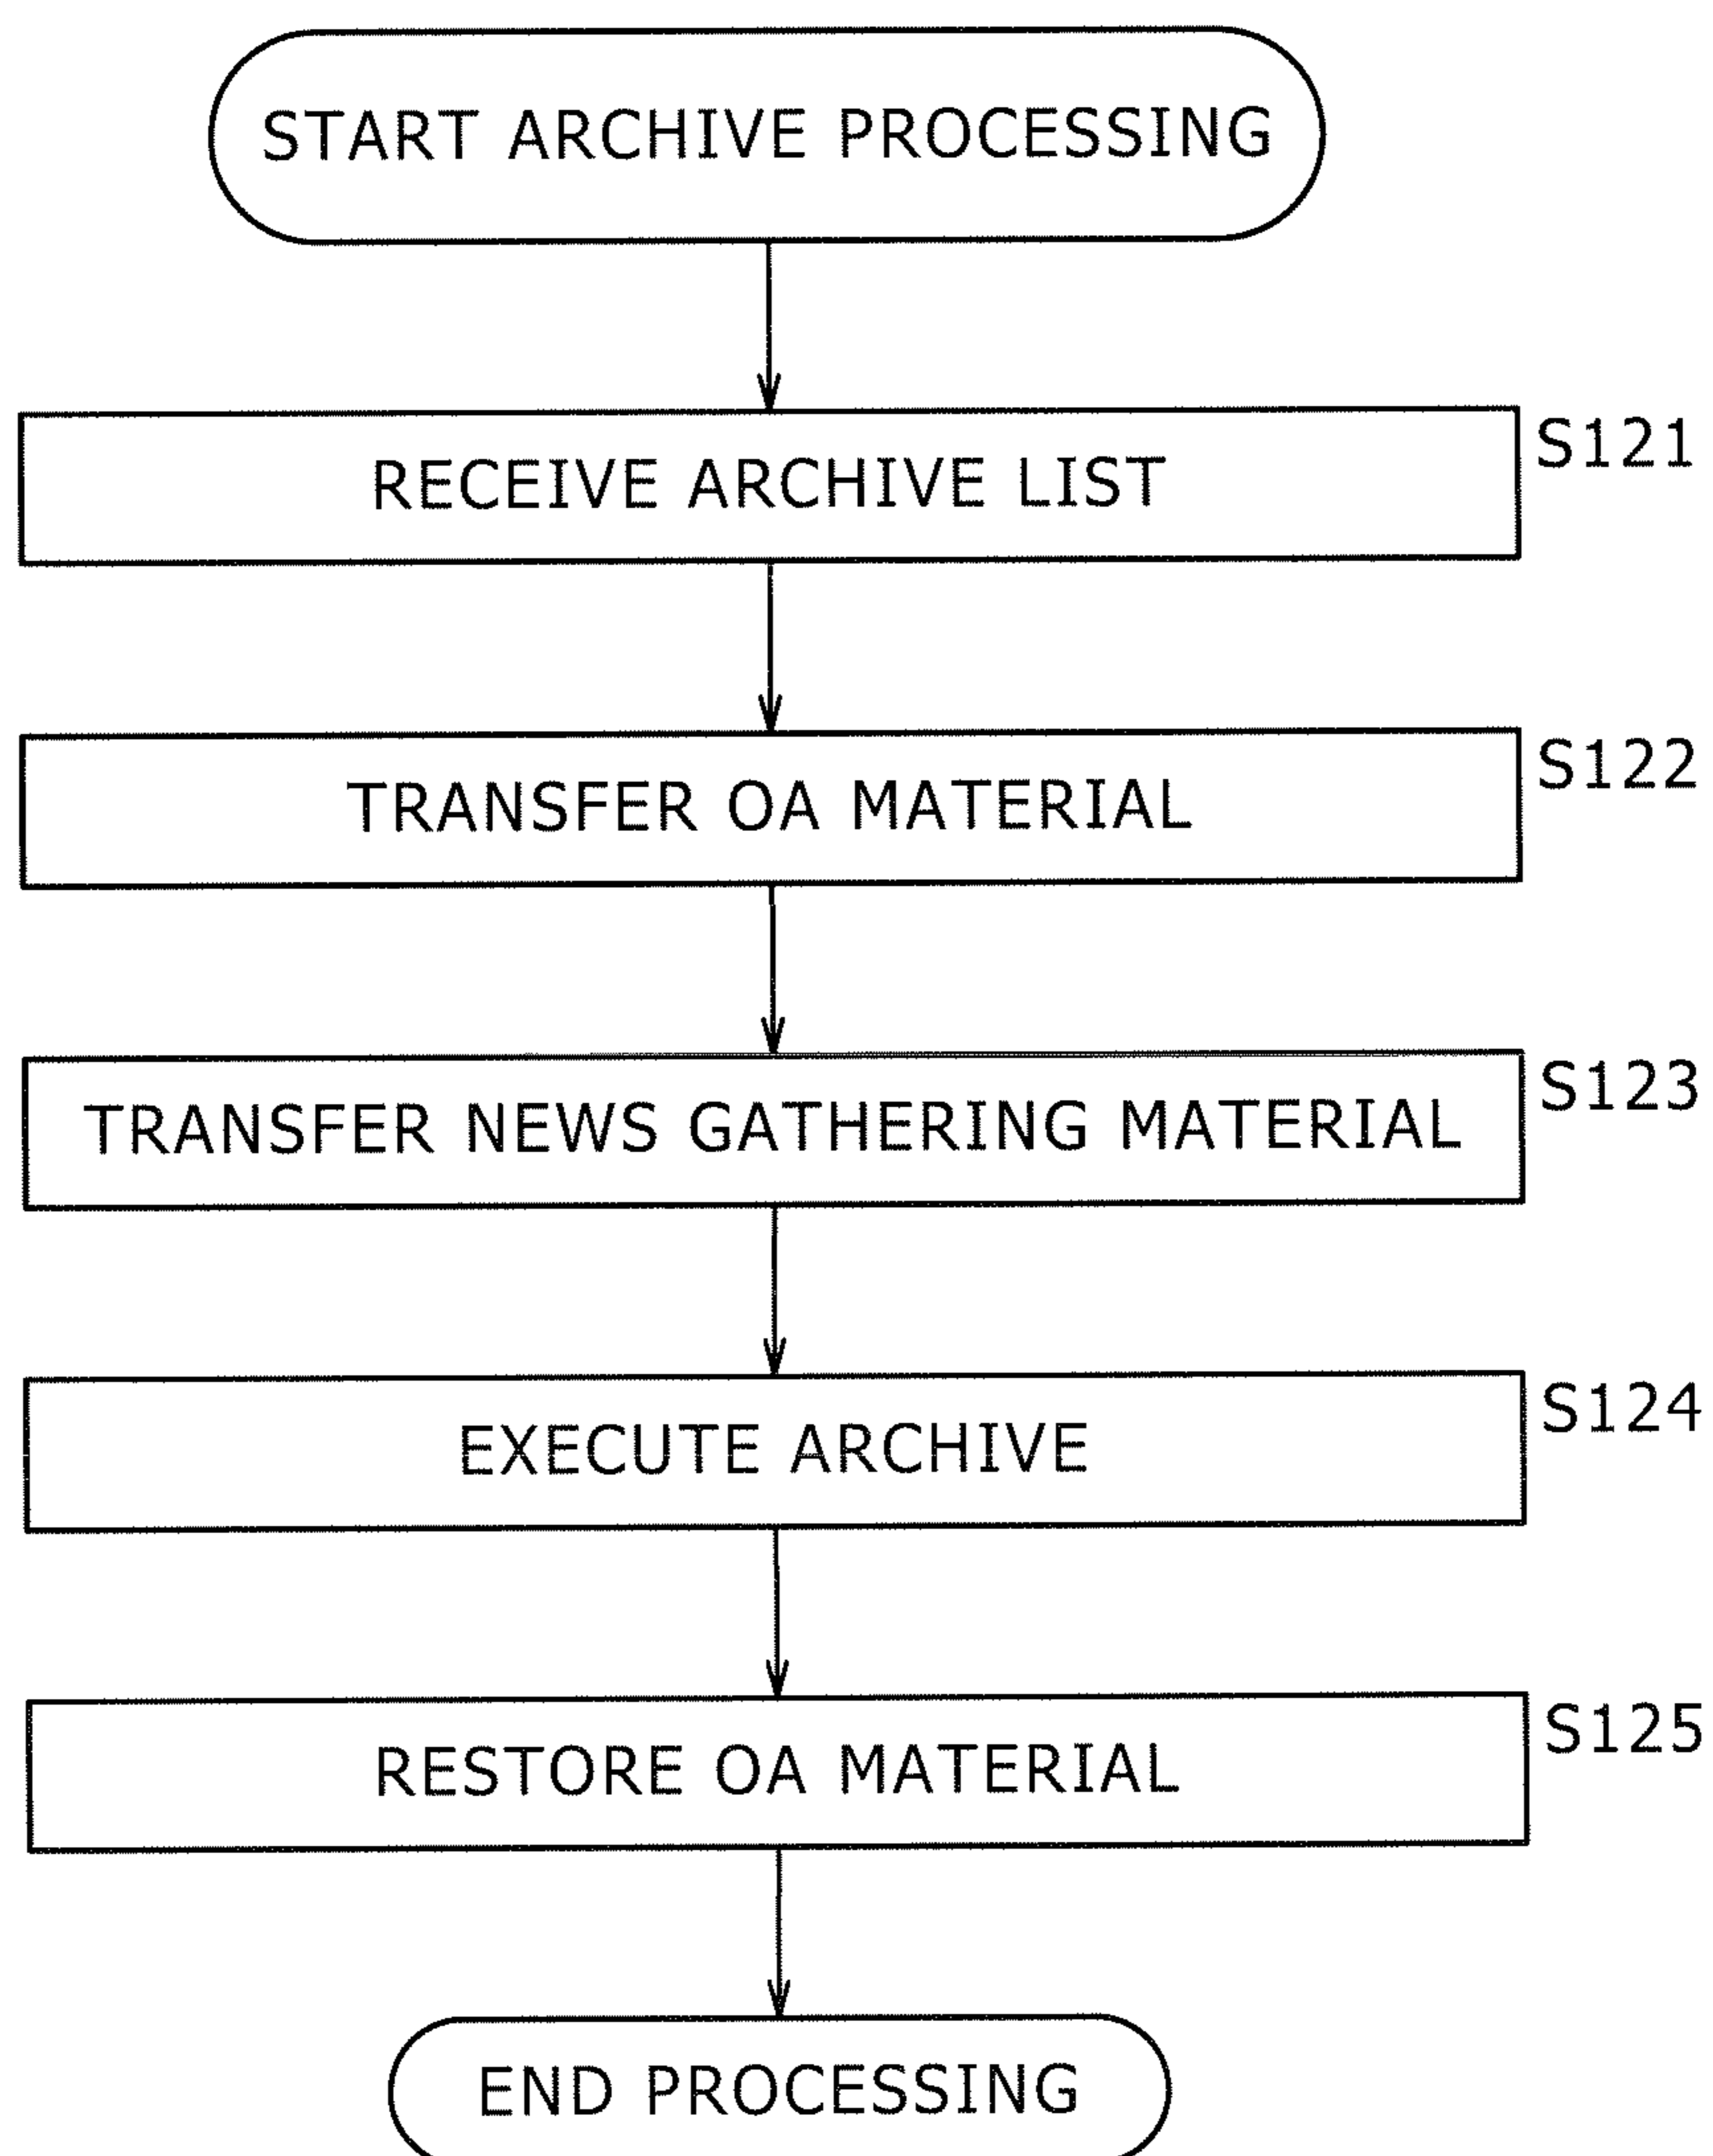 START ARCHIVE PROCESSING
RECEIVE ARCHIVE LIST
S121
TRANSFER OA MATERIAL
S122
TRANSFER NEWS GATHERING MATERIAL
S123
EXECUTE ARCHIVE
S124
RESTORE OA MATERIAL
S125
END PROCESSING